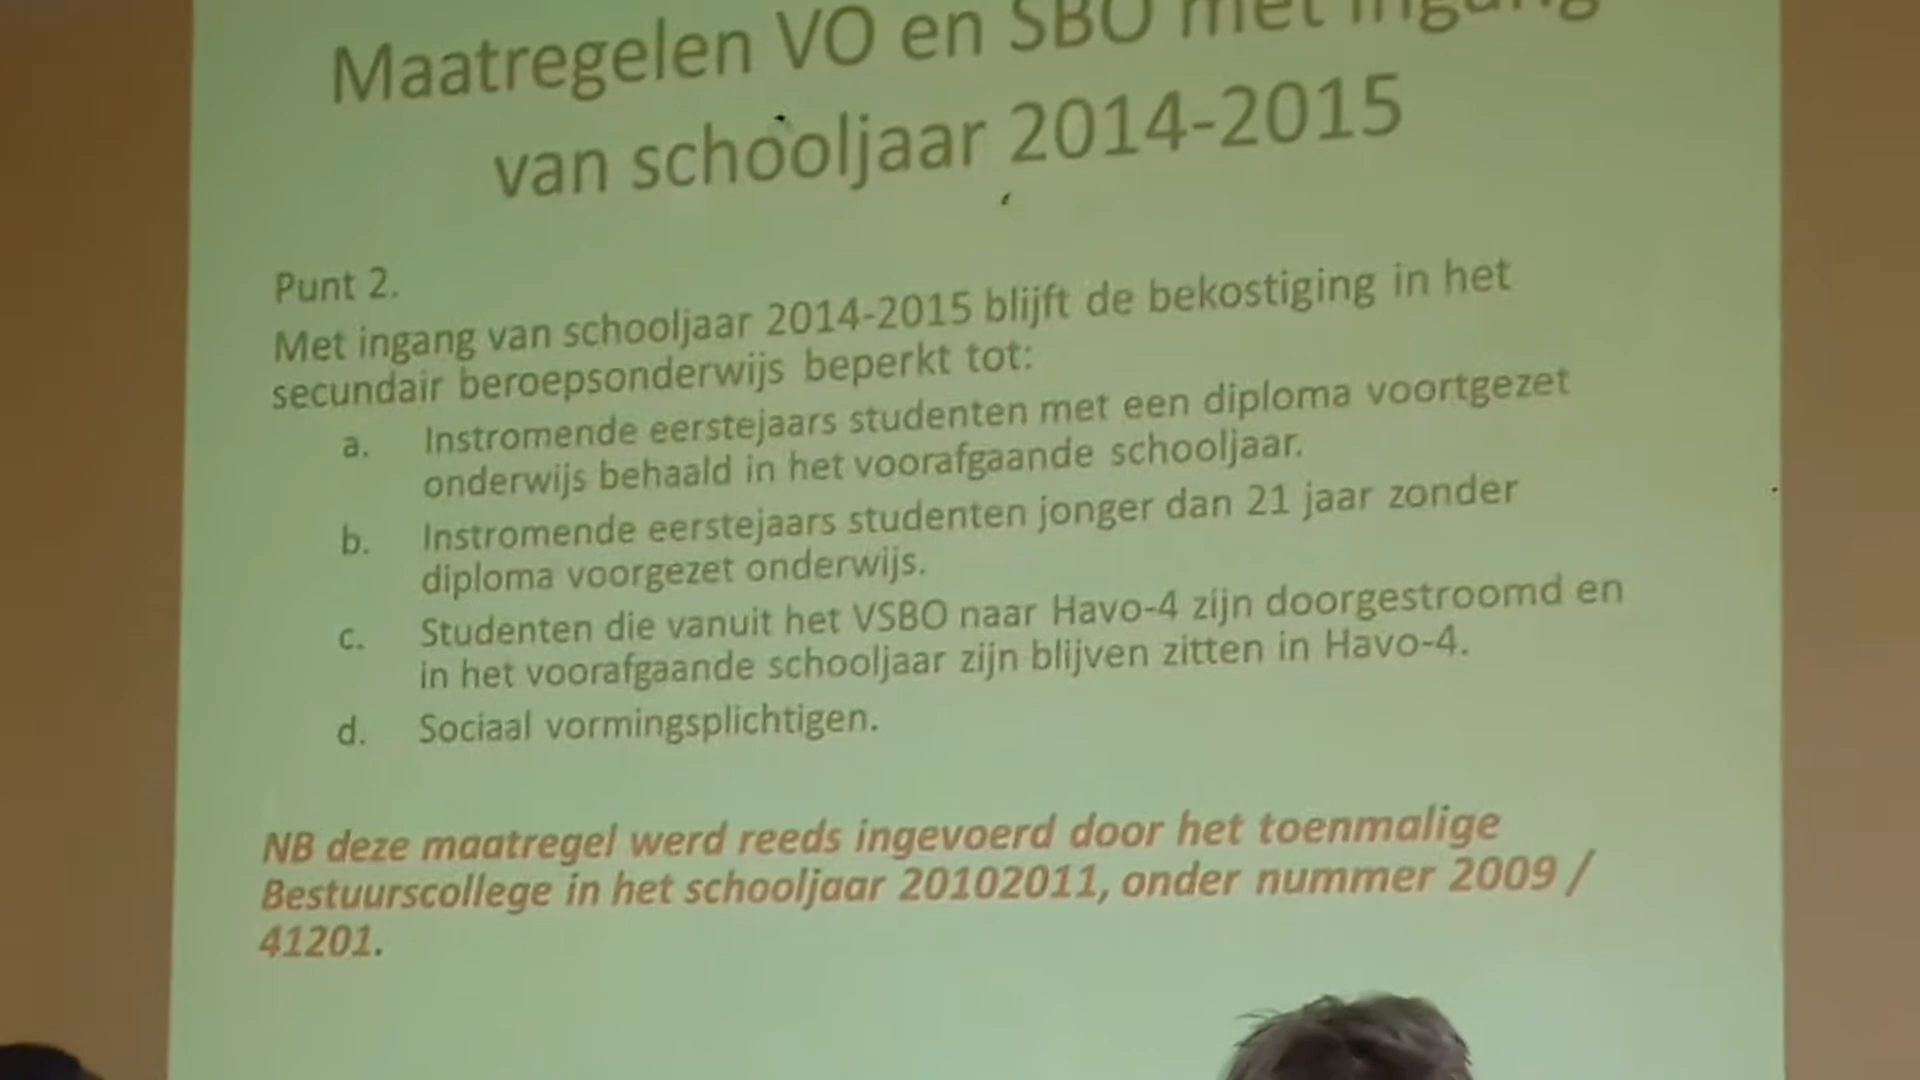 Maatregelen VO en SBO met ingang
van schooljaar 2014-2015
Punt 2.
Met ingang van schooljaar 2014-2015 blijft de bekostiging in het
secundair beroepsonderwijs beperkt tot:
a. Instromende eerstejaars studenten met een diploma voortgezet
onderwijs behaald in het voorafgaande schooljaar.
b. Instromende eerstejaars studenten jonger dan 21 jaar zonder
diploma voorgezet onderwijs.
c. Studenten die vanuit het VSBO naar Havo-4 zijn doorgestroomd en
in het voorafgaande schooljaar zijn blijven zitten in Havo-4.
d. Sociaal vormingsplichtigen.
NB deze maatregel werd reeds ingevoerd door het toenmalige
Bestuurscollege in het schooljaar 20102011, onder nummer 2009 /
41201.